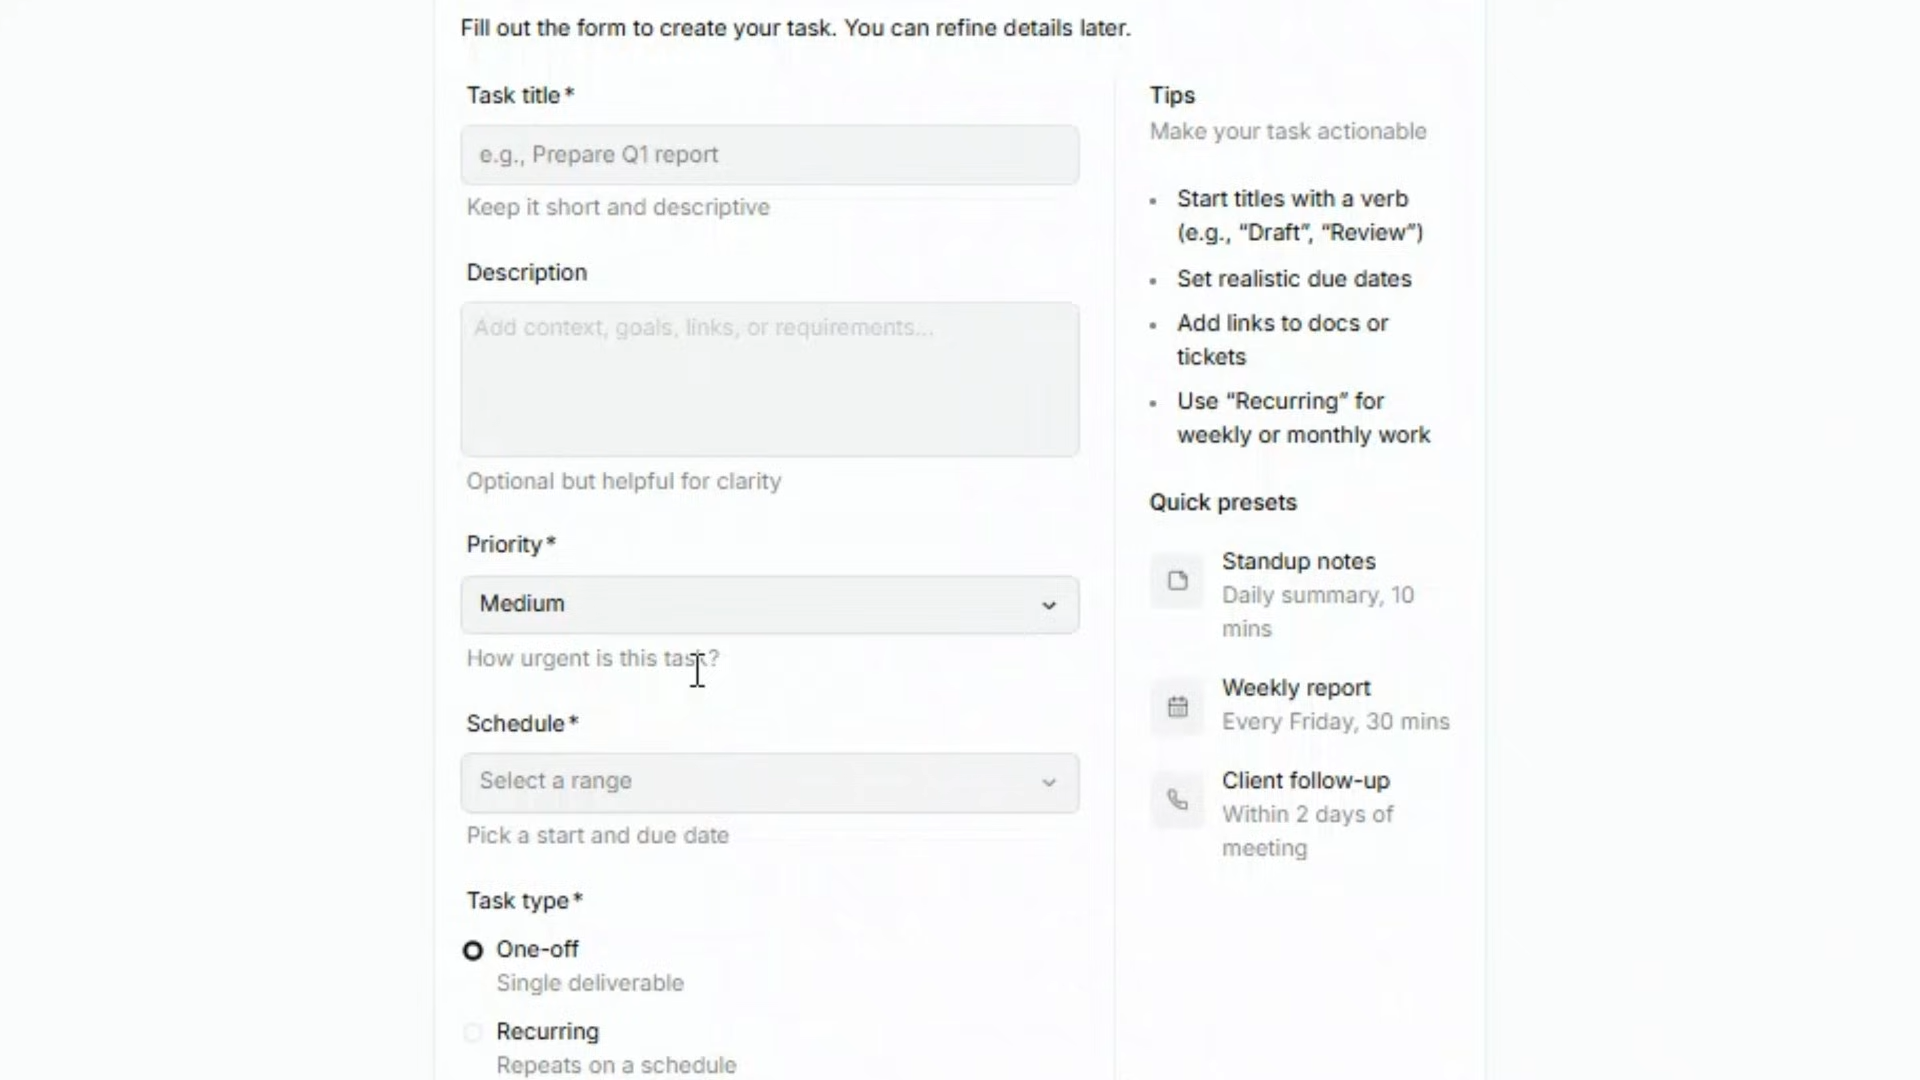 Fill out the form to create your task. You can refine details later.
Task title*
e.g., Prepare Q1 report
Keep it short and descriptive
Description
Add context, goals, links, or requirements...
Optional but helpful for clarity
Priority*
Medium
How urgent is this task?
Schedule*
Select a range
Pick a start and due date
Task type*
One-off
Single deliverable
Recurring
Repeats on a schedule
Tips
Make your task actionable
Start titles with a verb
(e.g., “Draft”, “Review”)
Set realistic due dates
Add links to docs or
tickets
Use “Recurring” for
weekly or monthly work
Quick presets
Standup notes
Daily summary, 10
mins
Weekly report
Every Friday, 30 mins
Client follow-up
Within 2 days of
meeting